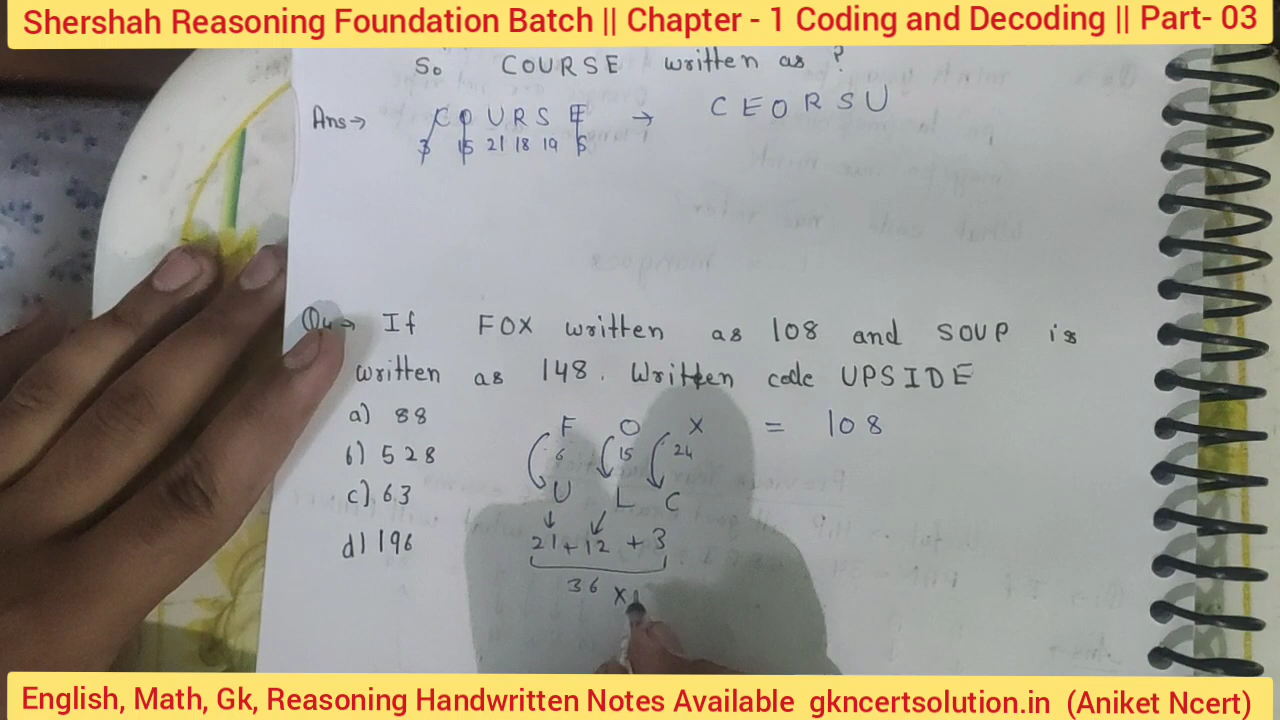 Shershah Reasoning Foundation Batch || Chapter - 1 Coding and Decoding || Part- 03
So COURSE written as ?
Ans→ C O U R S E → C E O R S U
3 15 21 18 19 5
Q4→ If FOX written as 108 and SOUP is
written as 148. Written code UPSIDE
a) 88
b) 528
c) 63
d) 196
F O X = 108
6 15 24
U L C
21 + 12 + 3
36 X
English, Math, Gk, Reasoning Handwritten Notes Available gkncertsolution.in (Aniket Ncert)